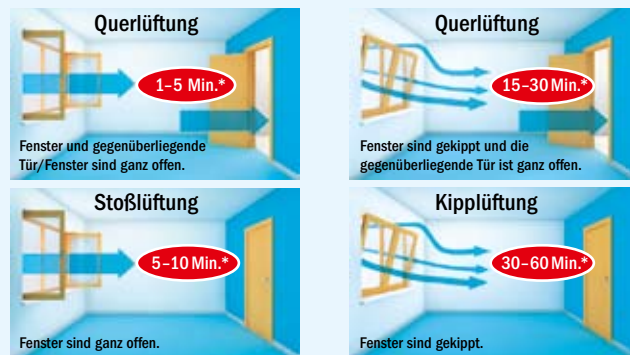 Querlüftung
1–5 Min.*
Fenster und gegenüberliegende
Tür/Fenster sind ganz offen.
Querlüftung
15–30 Min.*
Fenster sind gekippt und die
gegenüberliegende Tür ist ganz offen.
Stoßlüftung
5–10 Min.*
Fenster sind ganz offen.
Kipplüftung
30–60 Min.*
Fenster sind gekippt.